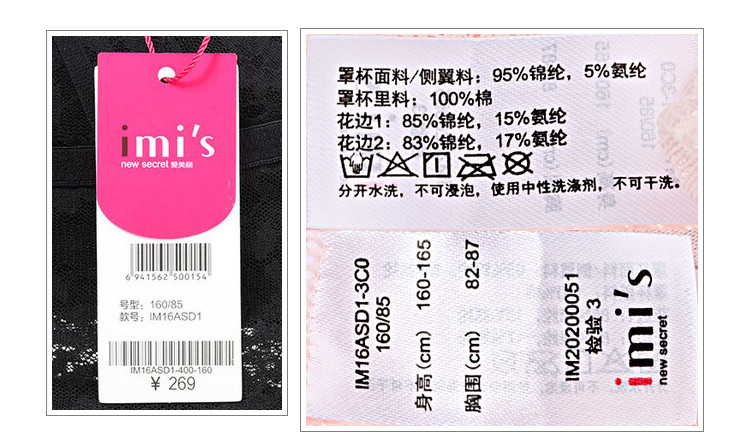 imi's
new secret 爱美丽
6 941562 500154
号型: 160/85
款号: IM16ASD1
IM16ASD1-400-160
¥ 269
罩杯面料/侧翼料: 95%锦纶, 5%氨纶
罩杯里料: 100%棉
花边1: 85%锦纶, 15%氨纶
花边2: 83%锦纶, 17%氨纶
分开水洗, 不可浸泡, 使用中性洗涤剂, 不可干洗。
IM16ASD1-3C0
160/85
身高(cm) 160-165
胸围(cm) 82-87
IM20200051
检验 3
imi's
new secret